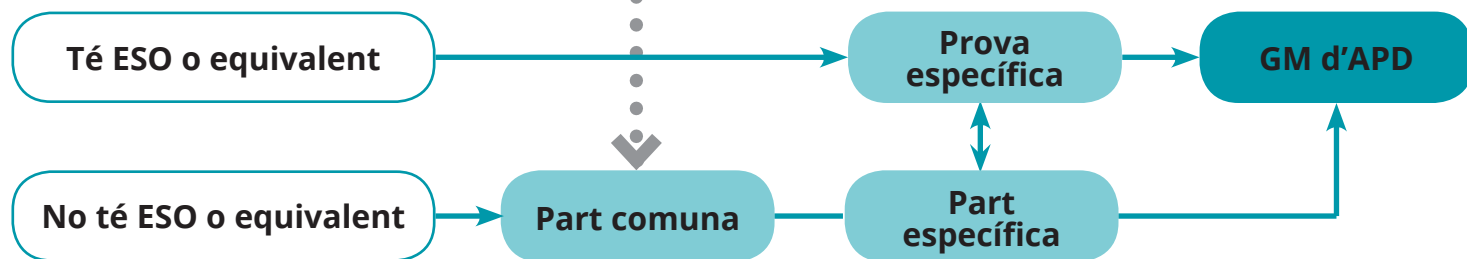 Té ESO o equivalent
Prova
específica
GM d'APD
No té ESO o equivalent
Part comuna
Part
específica